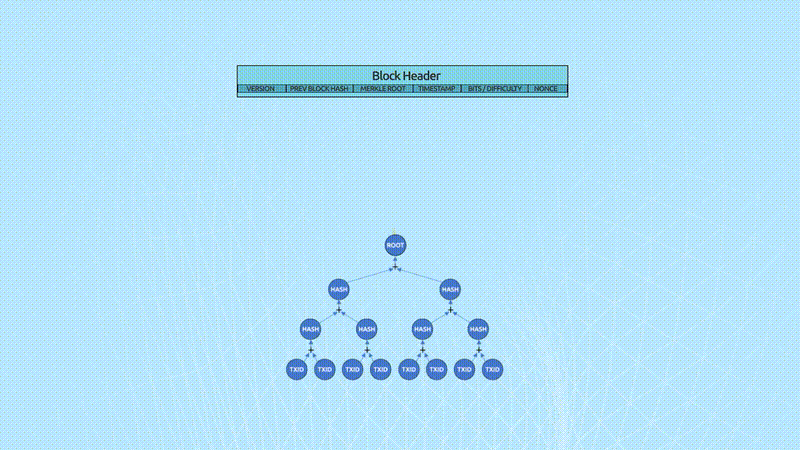 Block Header
VERSION PREV BLOCK HASH MERKLE ROOT TIMESTAMP BITS / DIFFICULTY NONCE
ROOT
+
HASH HASH
+ +
HASH HASH HASH HASH
+ + + +
TXID TXID TXID TXID TXID TXID TXID TXID